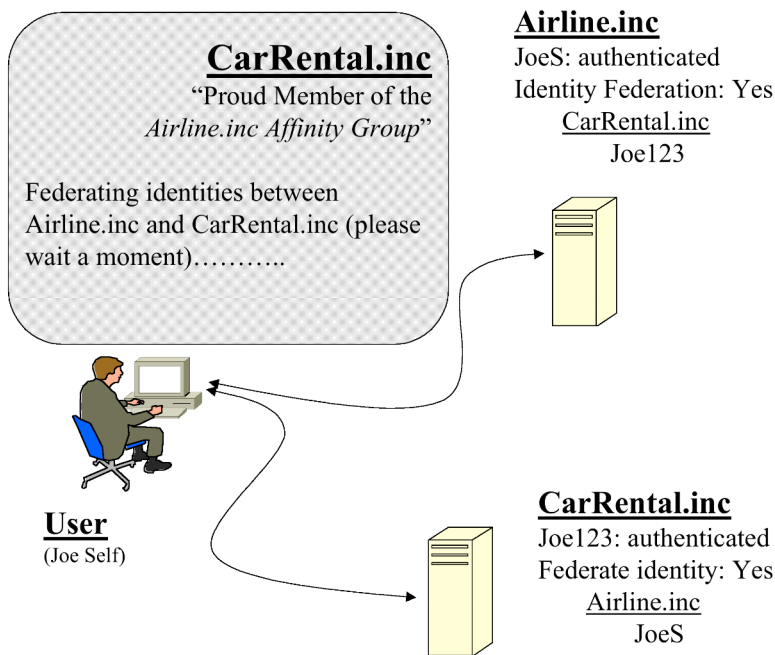 CarRental.inc
“Proud Member of the
Airline.inc Affinity Group”
Federating identities between
Airline.inc and CarRental.inc (please
wait a moment)………..
Airline.inc
JoeS: authenticated
Identity Federation: Yes
CarRental.inc
Joe123
User
(Joe Self)
CarRental.inc
Joe123: authenticated
Federate identity: Yes
Airline.inc
JoeS